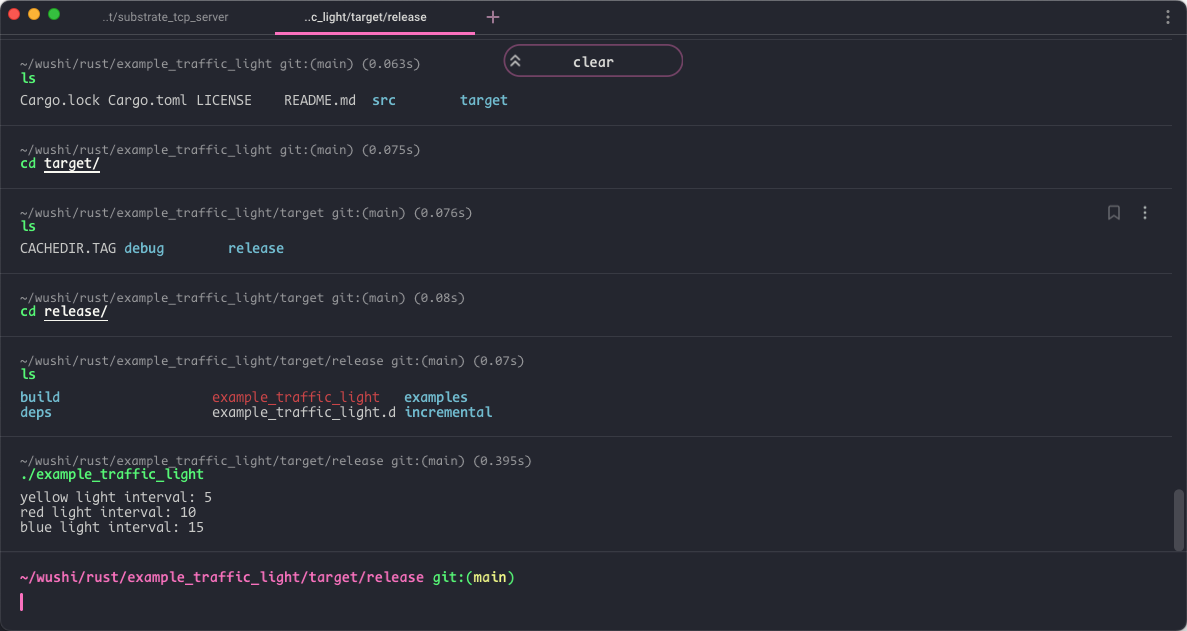 ..t/substrate_tcp_server
..c_light/target/release
clear
~/wushi/rust/example_traffic_light git:(main) (0.063s)
ls
Cargo.lock Cargo.toml LICENSE README.md src target
~/wushi/rust/example_traffic_light git:(main) (0.075s)
cd target/
~/wushi/rust/example_traffic_light/target git:(main) (0.076s)
ls
CACHEDIR.TAG debug release
~/wushi/rust/example_traffic_light/target git:(main) (0.08s)
cd release/
~/wushi/rust/example_traffic_light/target/release git:(main) (0.07s)
ls
build example_traffic_light examples
deps example_traffic_light.d incremental
~/wushi/rust/example_traffic_light/target/release git:(main) (0.395s)
./example_traffic_light
yellow light interval: 5
red light interval: 10
blue light interval: 15
~/wushi/rust/example_traffic_light/target/release git:(main)